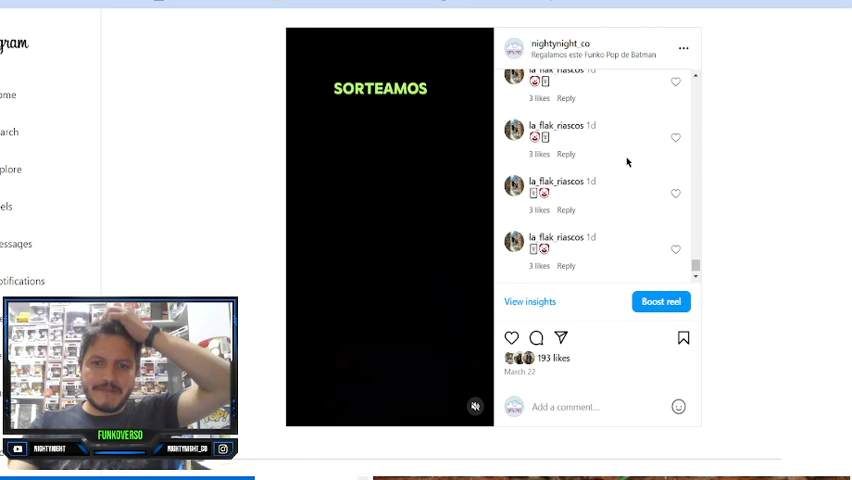 gram
ome
arch
xplore
els
essages
otifications
SORTEAMOS
nightynight_co
Regalamos este Funko Pop de Batman
la_flak_riascos
3 likes Reply
la_flak_riascos 1d
3 likes Reply
la_flak_riascos 1d
3 likes Reply
la_flak_riascos 1d
3 likes Reply
View insights
Boost reel
193 likes
March 22
Add a comment...
FUNKOVERSO
NIGHTYNIGHT
NIGHTYNIGHT_CO